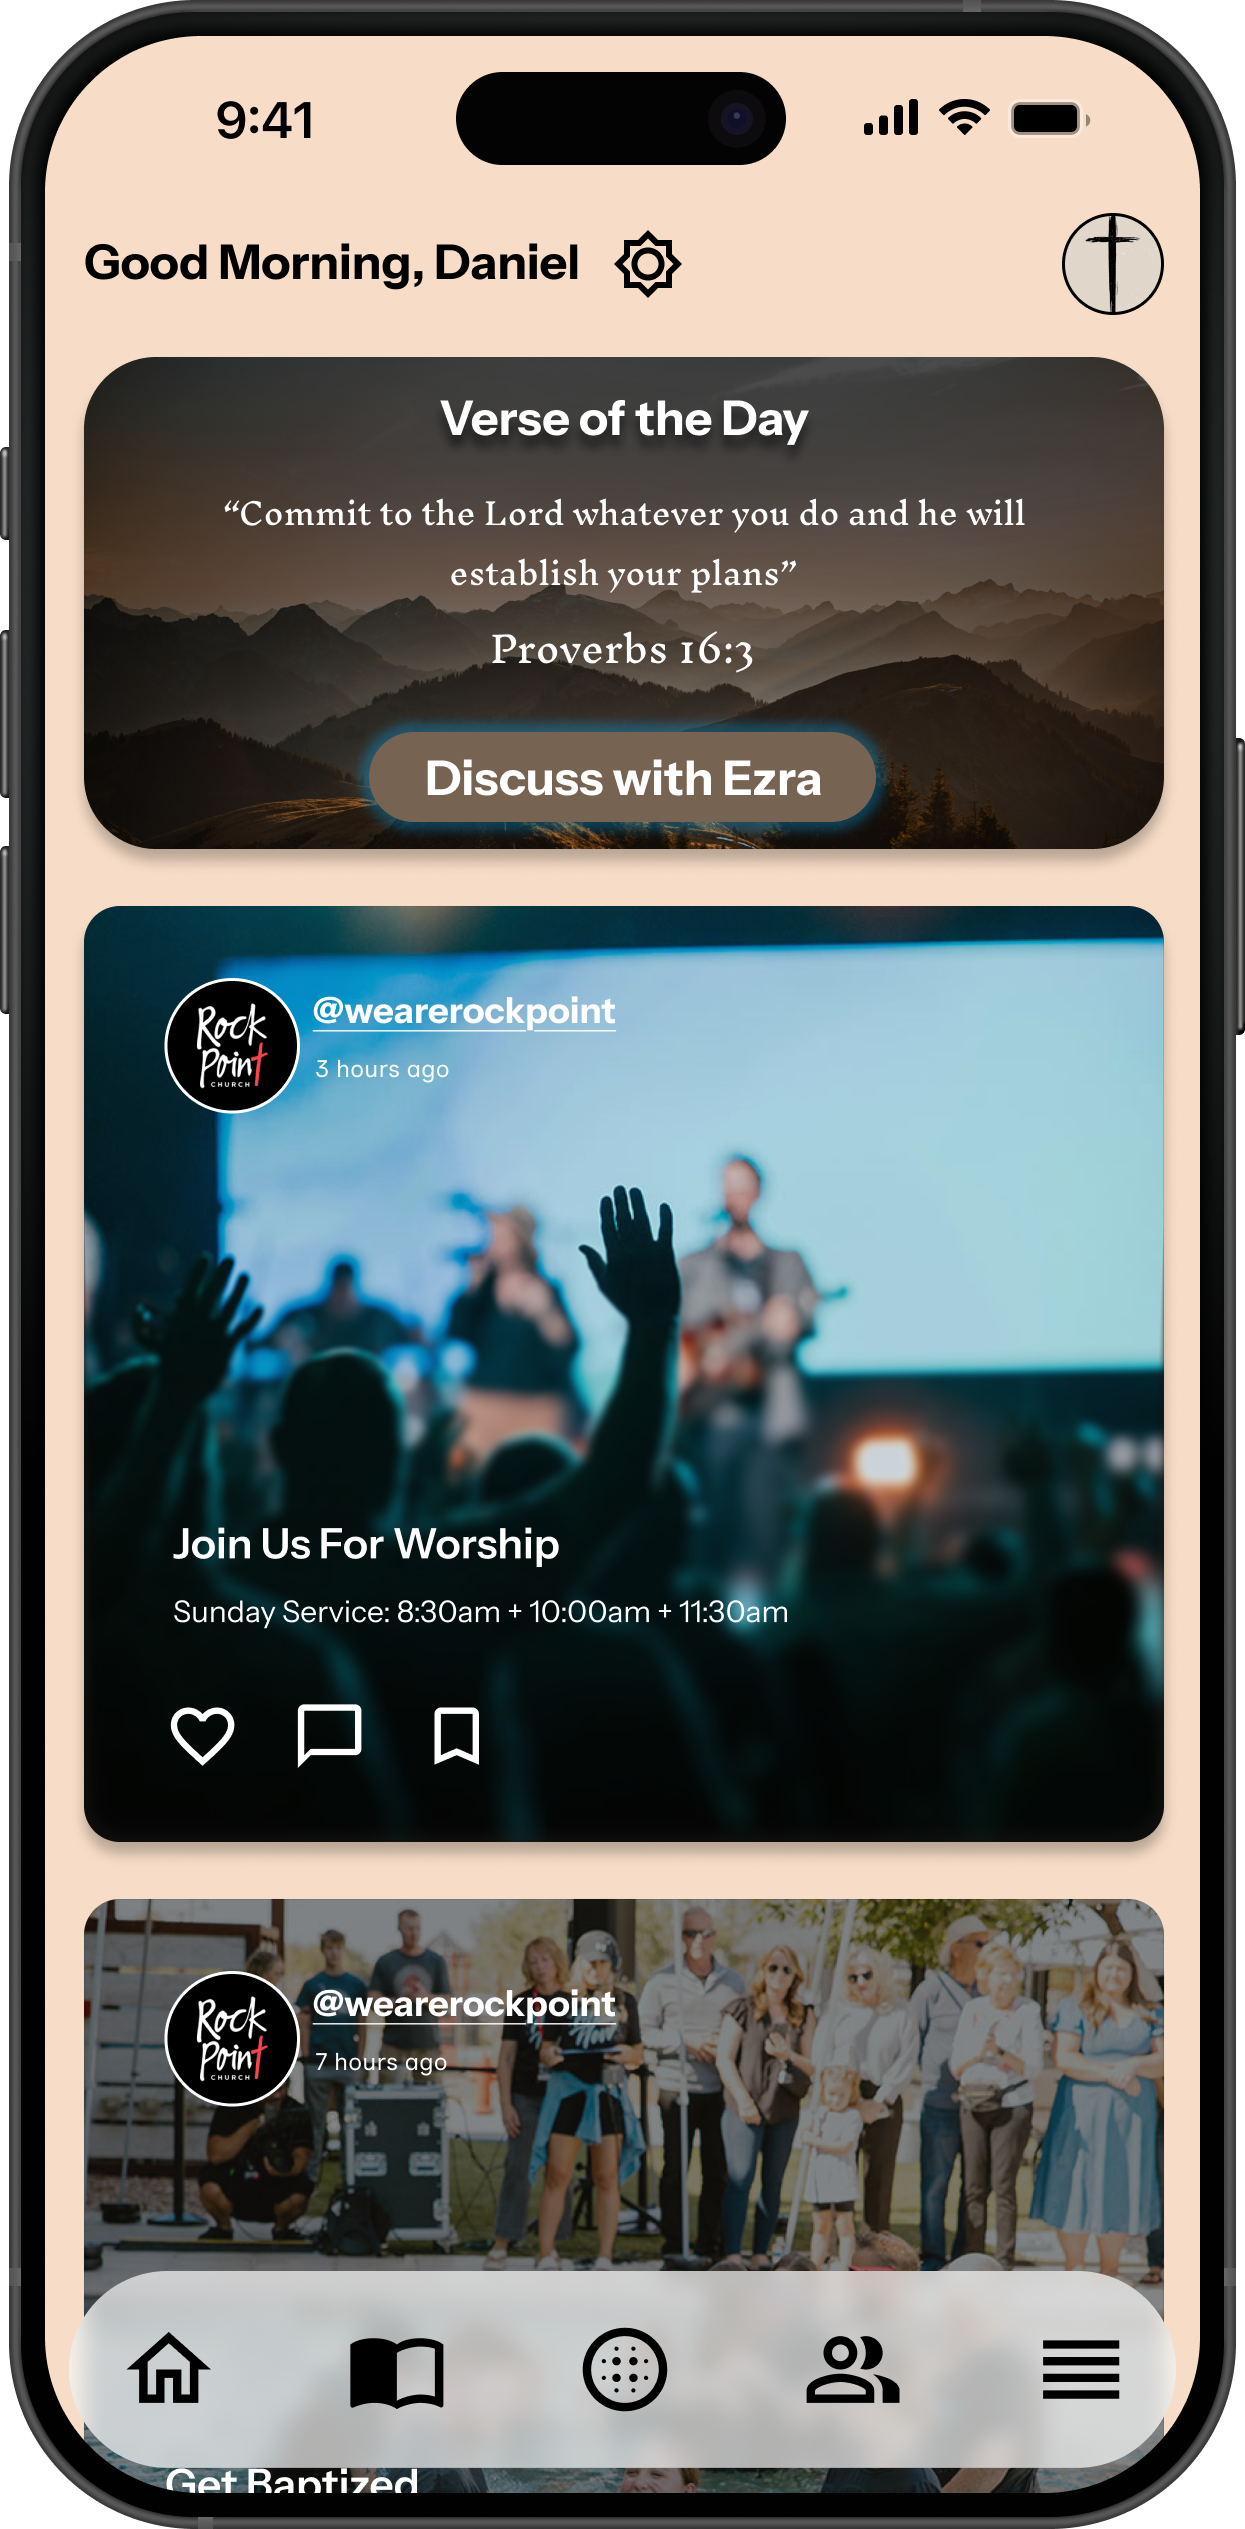 9:41
Good Morning, Daniel
Verse of the Day
“Commit to the Lord whatever you do and he will
establish your plans”
Proverbs 16:3
Discuss with Ezra
Rock
Point
CHURCH
@wearerockpoint
3 hours ago
Join Us For Worship
Sunday Service: 8:30am + 10:00am + 11:30am
Rock
Point
CHURCH
@wearerockpoint
7 hours ago
Get Baptized